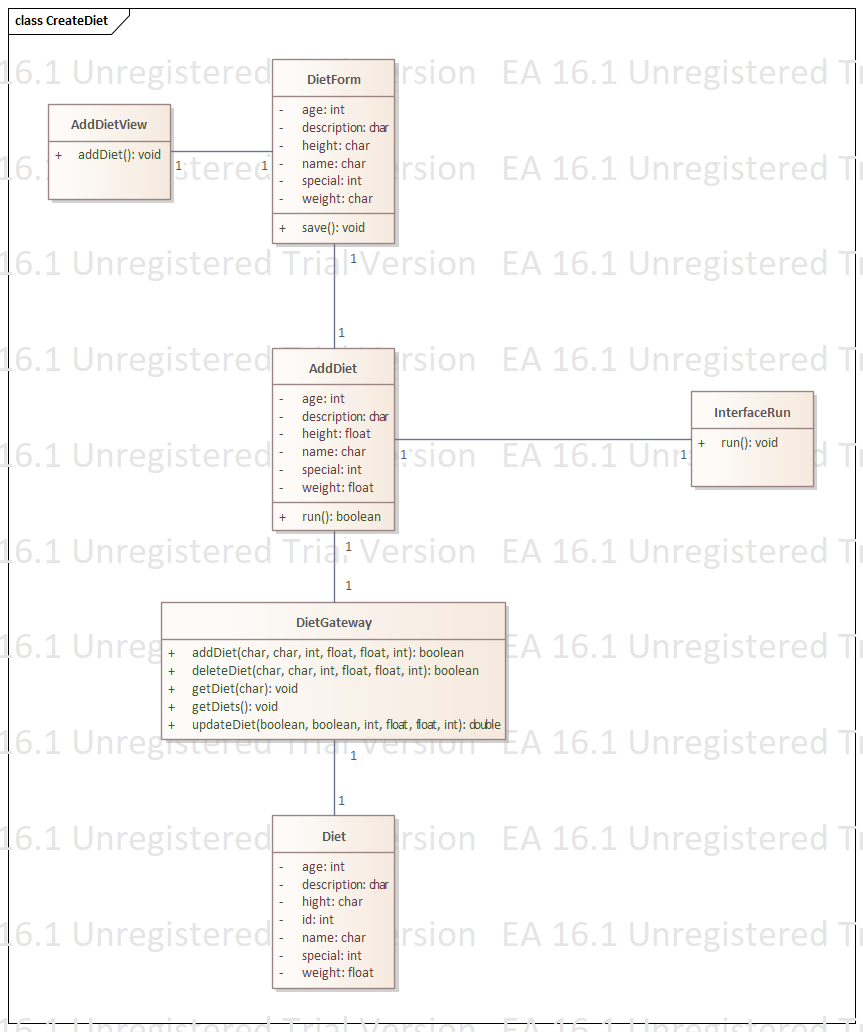 class CreateDiet
EA 16.1 Unregistered Trial Version
DietForm
- age: int
- description: char
- height: char
- name: char
- special: int
- weight: char
+ save(): void
AddDietView
+ addDiet(): void
1
1
1
1
AddDiet
- age: int
- description: char
- height: float
- name: char
- special: int
- weight: float
+ run(): boolean
InterfaceRun
+ run(): void
1
1
1
1
DietGateway
+ addDiet(char, char, int, float, float, int): boolean
+ deleteDiet(char, char, int, float, float, int): boolean
+ getDiet(char): void
+ getDiets(): void
+ updateDiet(boolean, boolean, int, float, float, int): double
1
1
Diet
- age: int
- description: char
- hight: char
- id: int
- name: char
- special: int
- weight: float